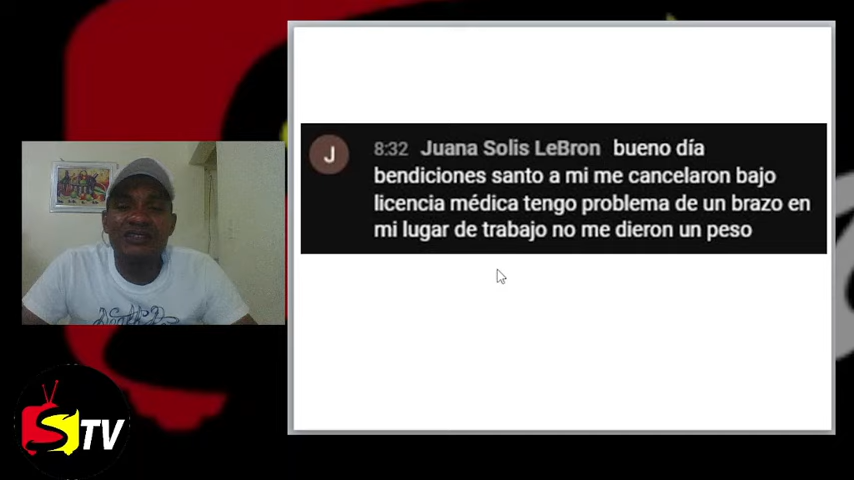 8:32 Juana Solis LeBron bueno día
bendiciones santo a mi me cancelaron bajo
licencia médica tengo problema de un brazo en
mi lugar de trabajo no me dieron un peso
STV